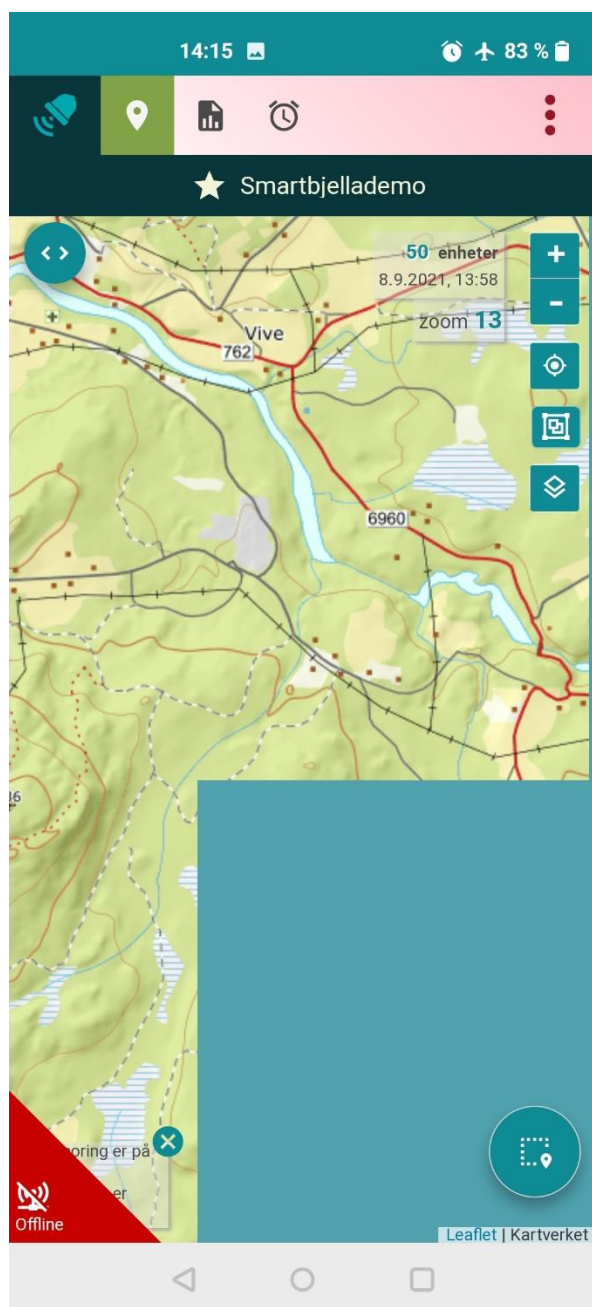 14:15
83 %
Smartbjellademo
50 enheter
8.9.2021, 13:58
zoom 13
Vive
762
6960
36
oring er på
er
Offline
Leaflet | Kartverket